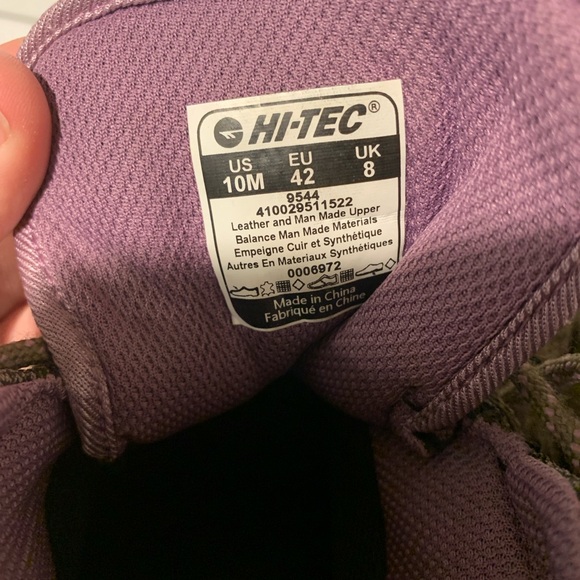 HI-TEC®
US EU UK
10M 42 8
9544
410029511522
Leather and Man Made Upper
Balance Man Made Materials
Empeigne Cuir et Synthétique
Autres En Materiaux Synthétiques
0006972
Made in China
Fabriqué en Chine